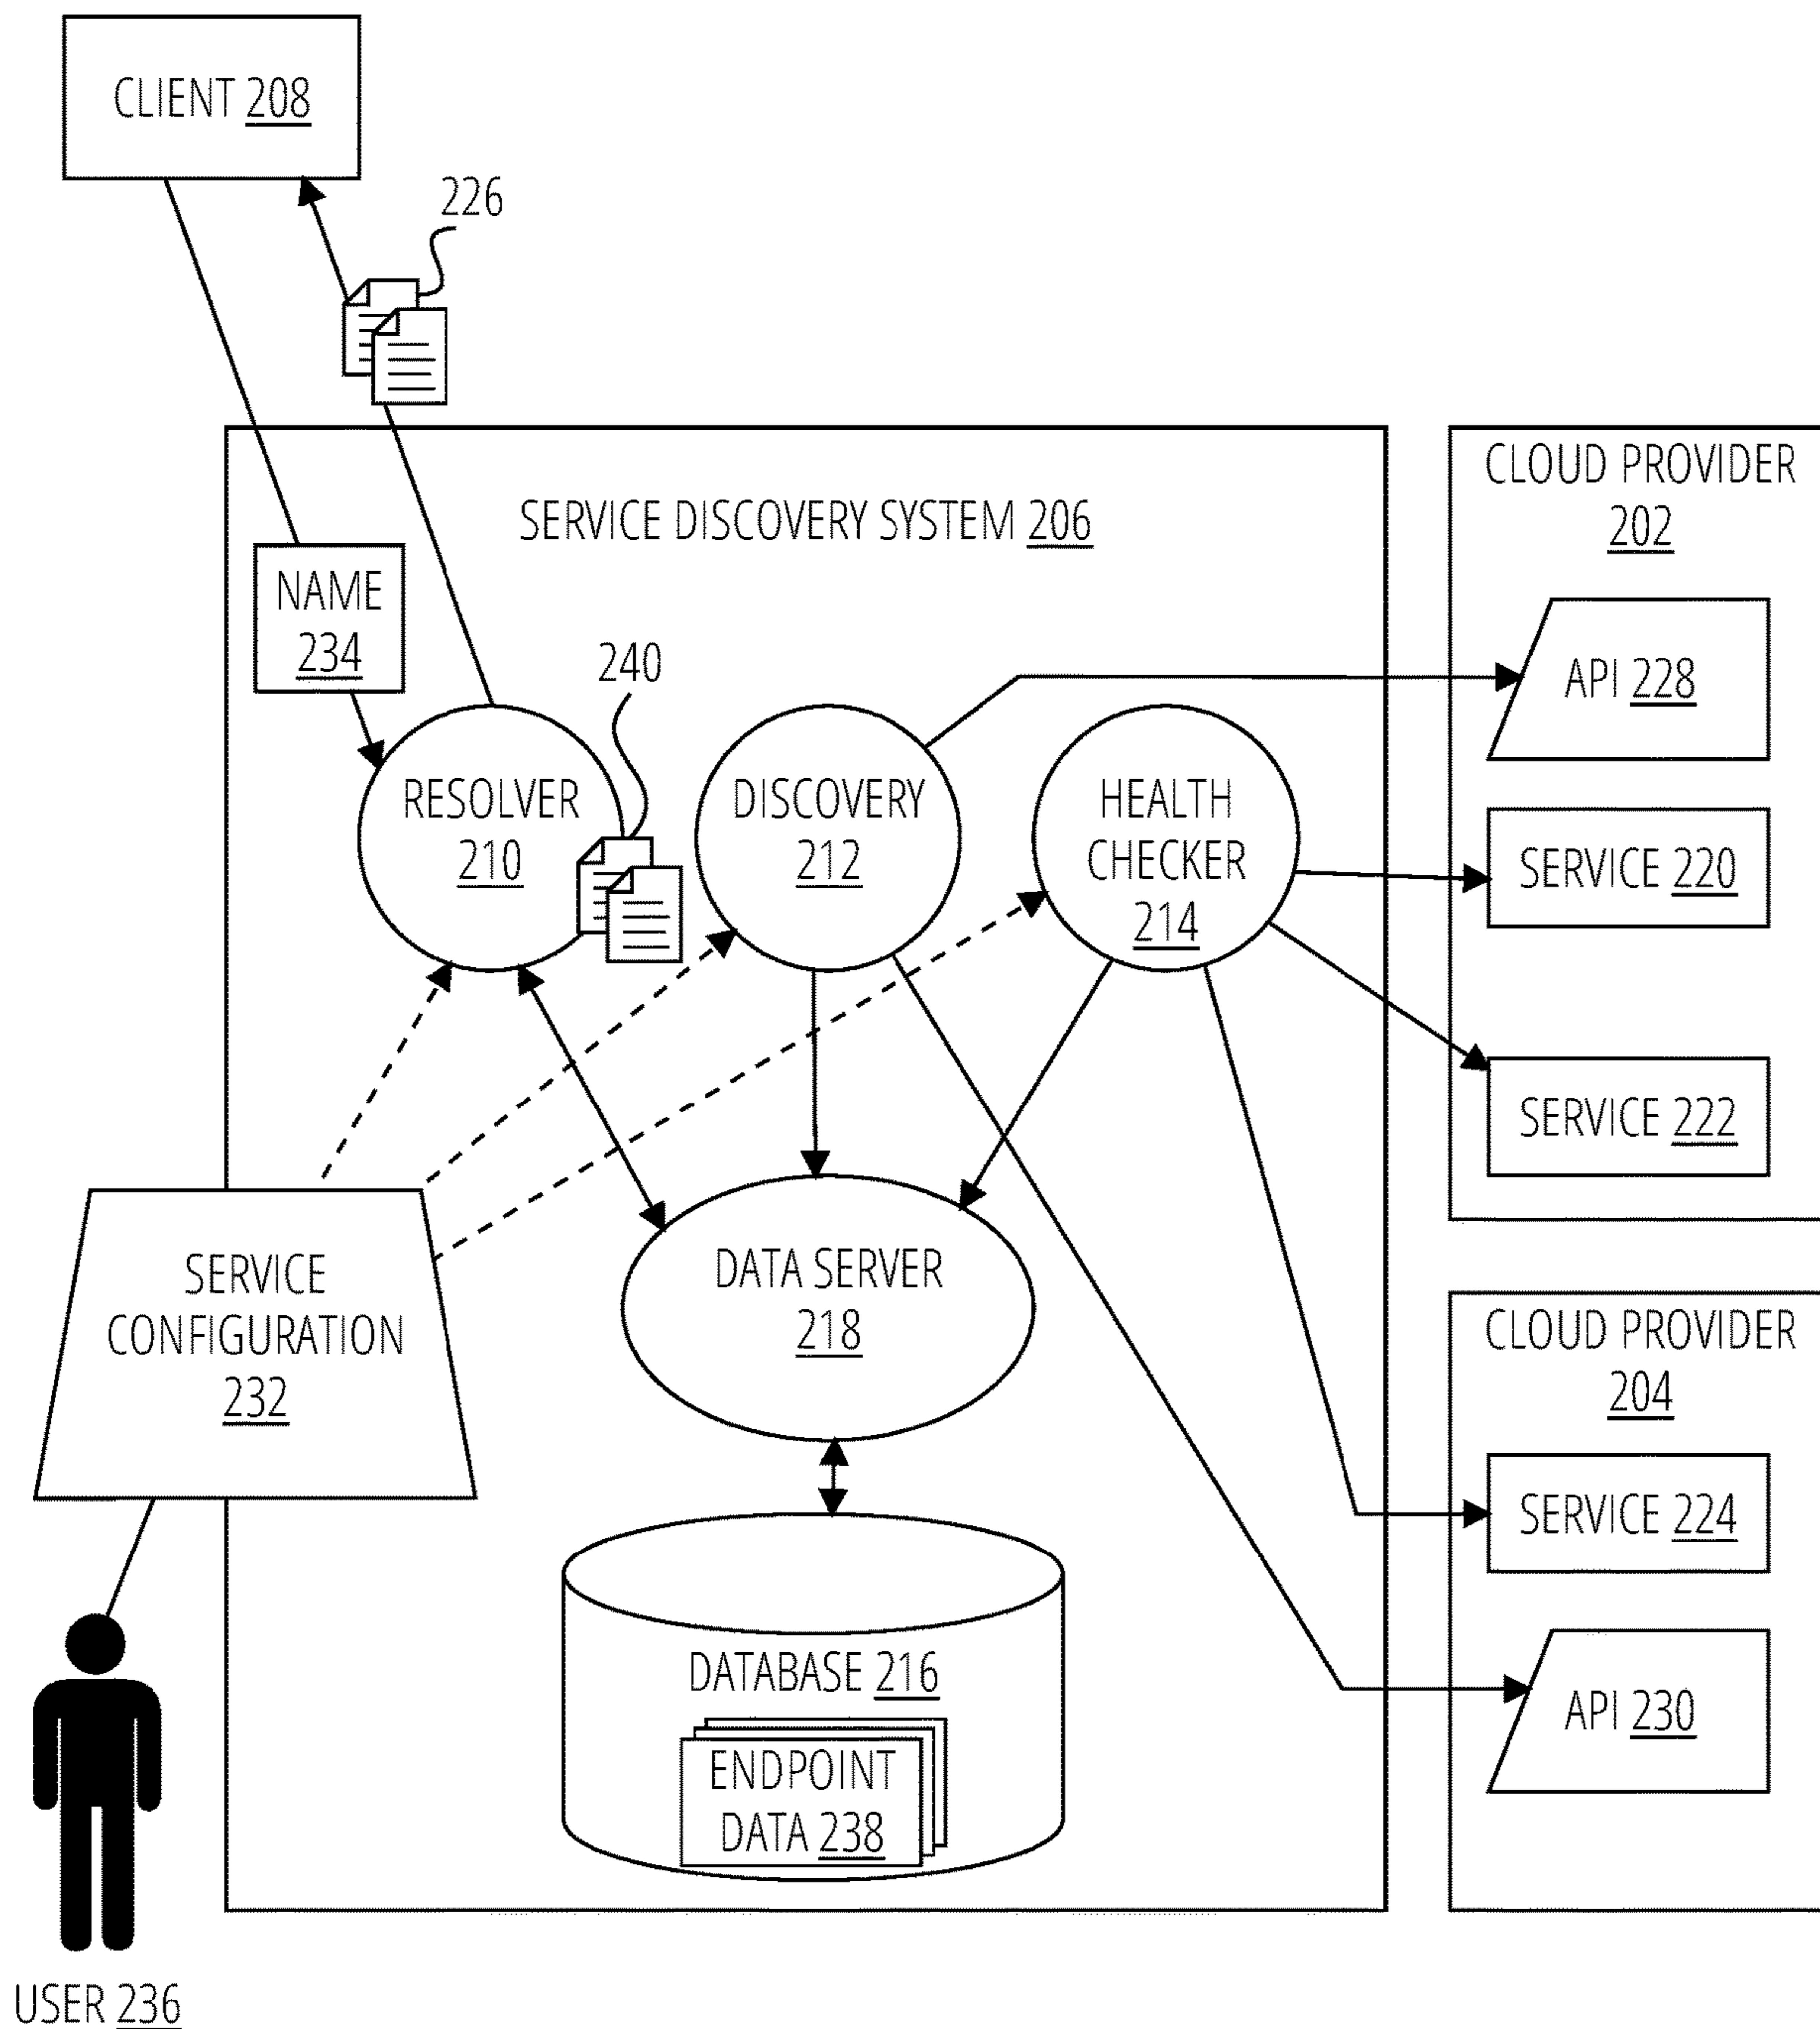 CLIENT 208
226
SERVICE DISCOVERY SYSTEM 206
NAME
234
240
RESOLVER
210
DISCOVERY
212
HEALTH
CHECKER
214
SERVICE
CONFIGURATION
232
DATA SERVER
218
DATABASE 216
ENDPOINT
DATA 238
USER 236
CLOUD PROVIDER
202
API 228
SERVICE 220
SERVICE 222
CLOUD PROVIDER
204
SERVICE 224
API 230